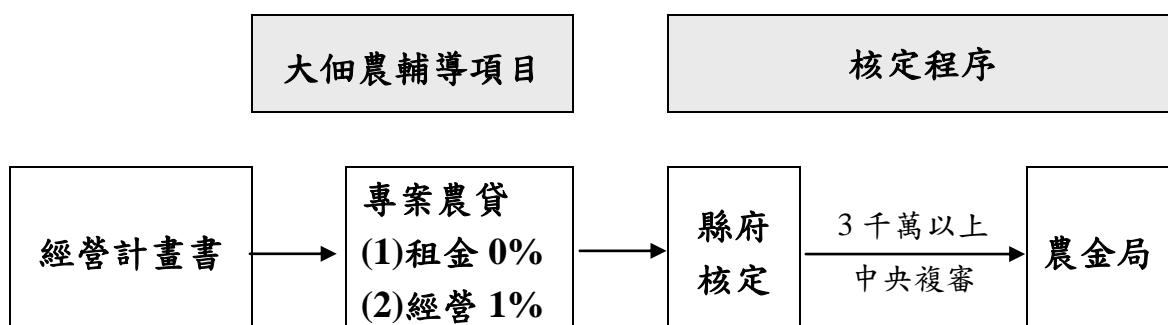 大佃農輔導項目
核定程序
經營計畫書
專案農貸
(1)租金 0%
(2)經營 1%
縣府
核定
3 千萬以上
中央複審
農金局